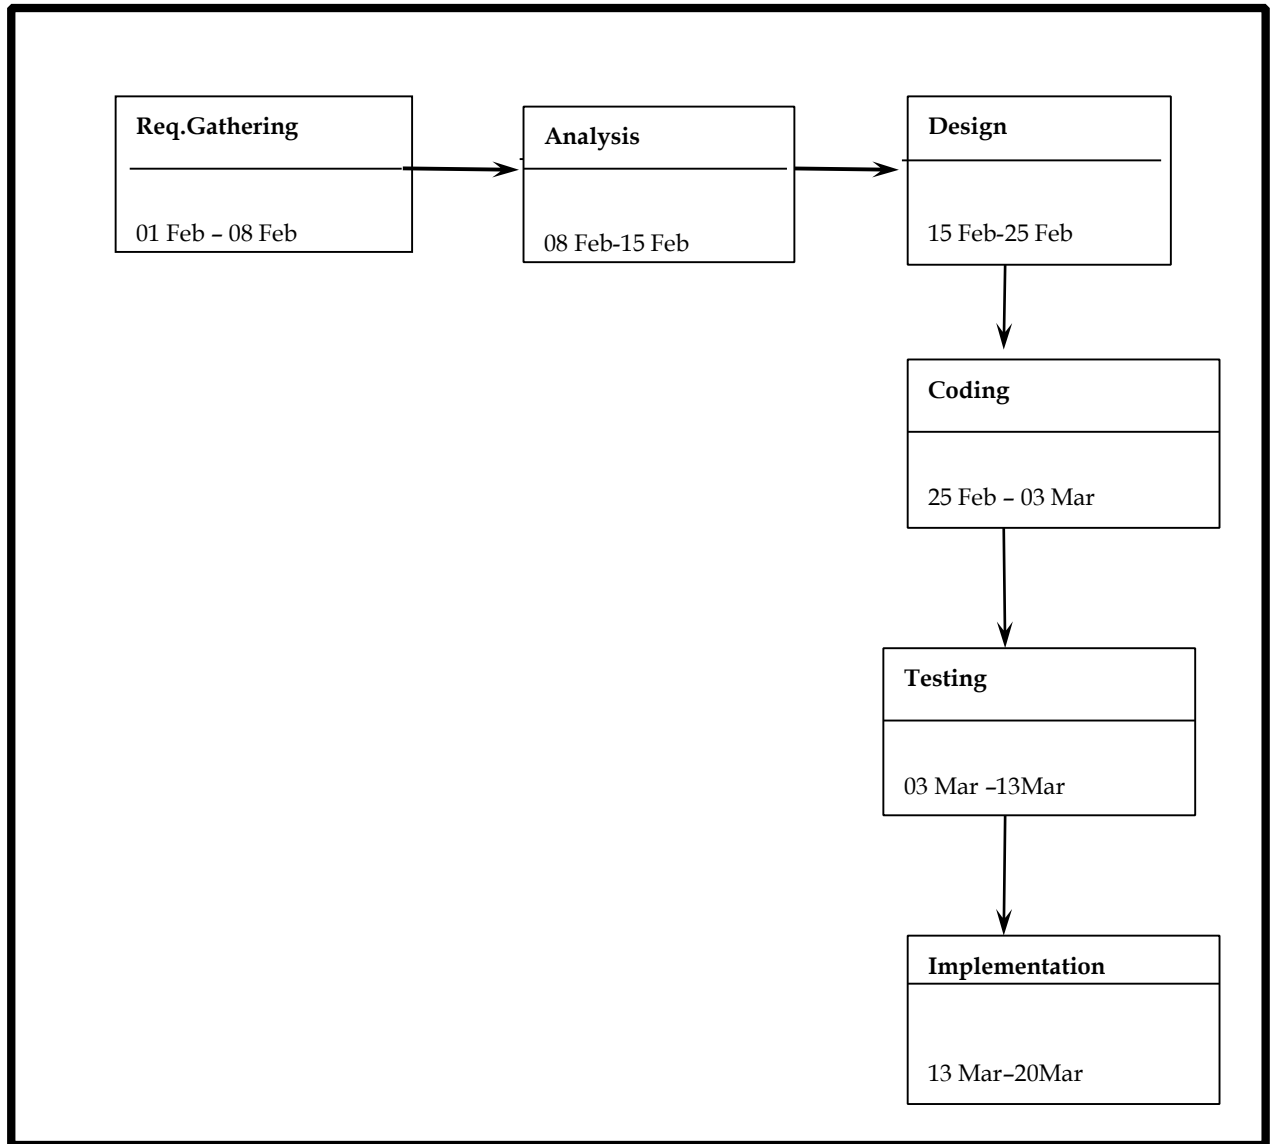 Req.Gathering
01 Feb – 08 Feb
Analysis
08 Feb-15 Feb
Design
15 Feb-25 Feb
Coding
25 Feb – 03 Mar
Testing
03 Mar –13Mar
Implementation
13 Mar–20Mar